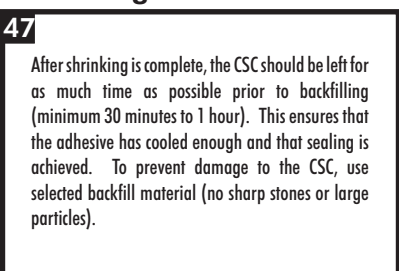 47
After shrinking is complete, the CSC should be left for
as much time as possible prior to backfilling
(minimum 30 minutes to 1 hour).  This ensures that
the adhesive has cooled enough and that sealing is
achieved.  To prevent damage to the CSC, use
selected backfill material (no sharp stones or large
particles).